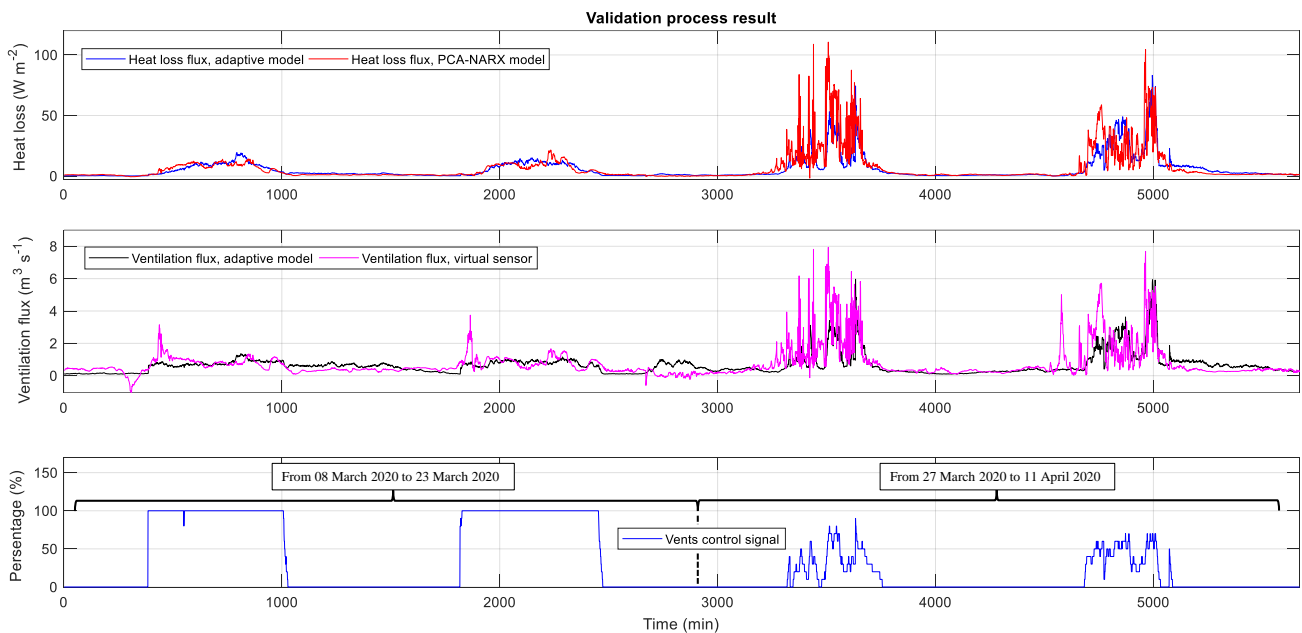 Validation process result
Heat loss (W m-2)
100
50
0
Heat loss flux, adaptive model Heat loss flux, PCA-NARX model
0 1000 2000 3000 4000 5000
Ventilation flux (m3 s-1)
8
6
4
2
0
Ventilation flux, adaptive model Ventilation flux, virtual sensor
0 1000 2000 3000 4000 5000
Persentage (%)
150
100
50
0
From 08 March 2020 to 23 March 2020
From 27 March 2020 to 11 April 2020
Vents control signal
0 1000 2000 3000 4000 5000
Time (min)